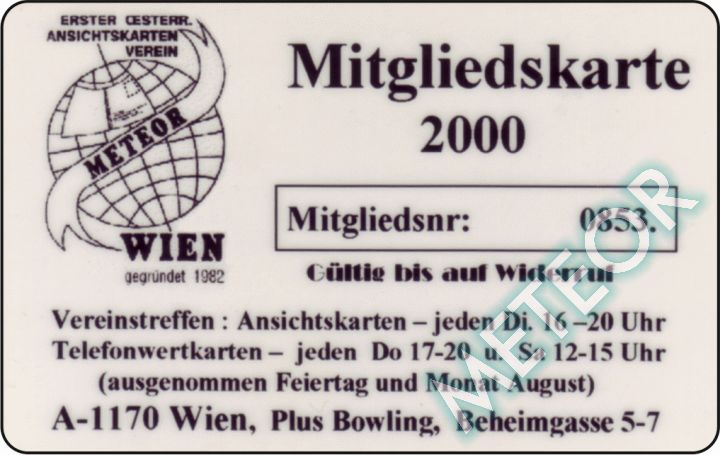 ERSTER OESTERR.
ANSICHTSKARTEN
VEREIN
METEOR
WIEN
gegründet 1982
Mitgliedskarte
2000
Mitgliedsnr: 0853.
Gültig bis auf Widerruf
Vereinstreffen : Ansichtskarten – jeden Di. 16 –20 Uhr
Telefonwertkarten – jeden Do 17-20 u. Sa 12-15 Uhr
(ausgenommen Feiertag und Monat August)
A-1170 Wien, Plus Bowling, Beheimgasse 5-7
METEOR